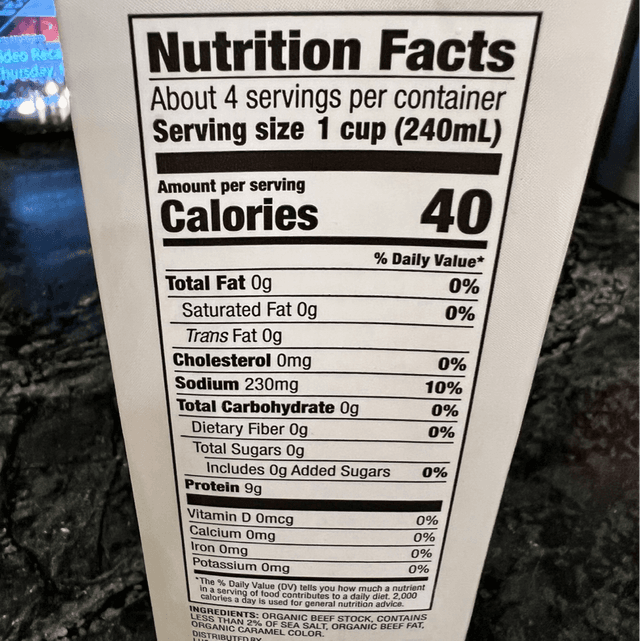 Nutrition Facts
About 4 servings per container
Serving size 1 cup (240mL)
Amount per serving
Calories 40
% Daily Value*
Total Fat 0g 0%
Saturated Fat 0g 0%
Trans Fat 0g
Cholesterol 0mg 0%
Sodium 230mg 10%
Total Carbohydrate 0g 0%
Dietary Fiber 0g 0%
Total Sugars 0g
Includes 0g Added Sugars 0%
Protein 9g
Vitamin D 0mcg 0%
Calcium 0mg 0%
Iron 0mg 0%
Potassium 0mg 0%
*The % Daily Value (DV) tells you how much a nutrient
in a serving of food contributes to a daily diet. 2,000
calories a day is used for general nutrition advice.
INGREDIENTS: ORGANIC BEEF STOCK, CONTAINS
LESS THAN 2% OF SEA SALT, ORGANIC BEEF FAT,
ORGANIC CARAMEL COLOR.
DISTRIBUTED BY